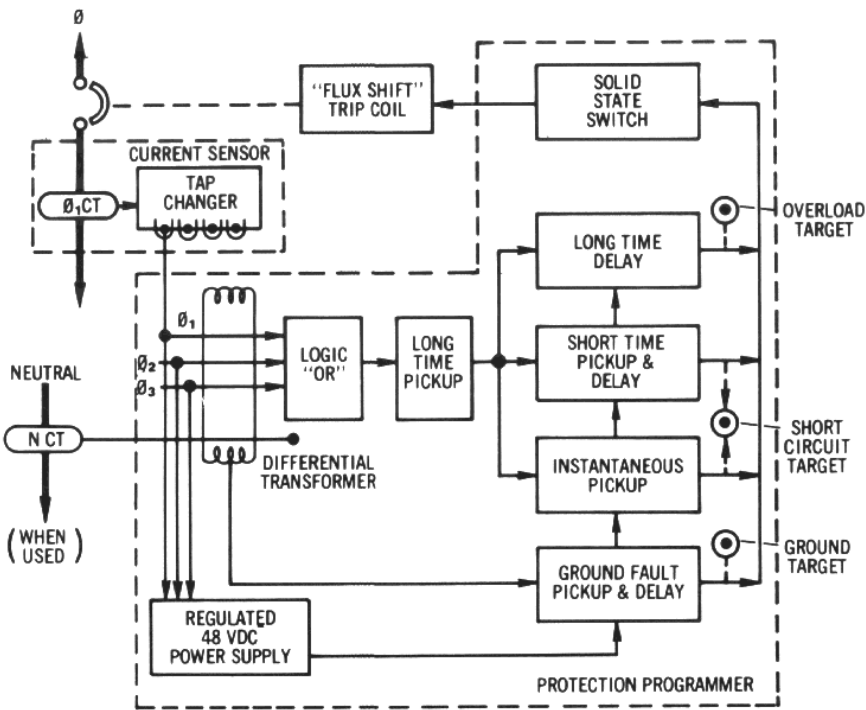 Ø
"FLUX SHIFT"
TRIP COIL
SOLID
STATE
SWITCH
CURRENT SENSOR
TAP
CHANGER
Ø₁CT
OVERLOAD
TARGET
LONG TIME
DELAY
Ø₁
Ø₂
Ø₃
LOGIC
"OR"
LONG
TIME
PICKUP
SHORT TIME
PICKUP &
DELAY
NEUTRAL
N CT
(WHEN
USED)
DIFFERENTIAL
TRANSFORMER
SHORT
CIRCUIT
TARGET
INSTANTANEOUS
PICKUP
GROUND
TARGET
GROUND FAULT
PICKUP & DELAY
REGULATED
48 VDC
POWER SUPPLY
PROTECTION PROGRAMMER